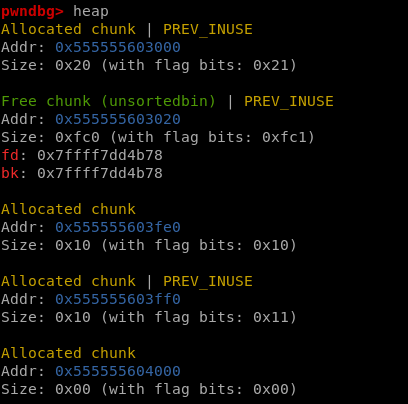 pwndbg> heap
Allocated chunk | PREV_INUSE
Addr: 0x555555603000
Size: 0x20 (with flag bits: 0x21)
Free chunk (unsortedbin) | PREV_INUSE
Addr: 0x555555603020
Size: 0xfc0 (with flag bits: 0xfc1)
fd: 0x7ffff7dd4b78
bk: 0x7ffff7dd4b78
Allocated chunk
Addr: 0x555555603fe0
Size: 0x10 (with flag bits: 0x10)
Allocated chunk | PREV_INUSE
Addr: 0x555555603ff0
Size: 0x10 (with flag bits: 0x11)
Allocated chunk
Addr: 0x555555604000
Size: 0x00 (with flag bits: 0x00)